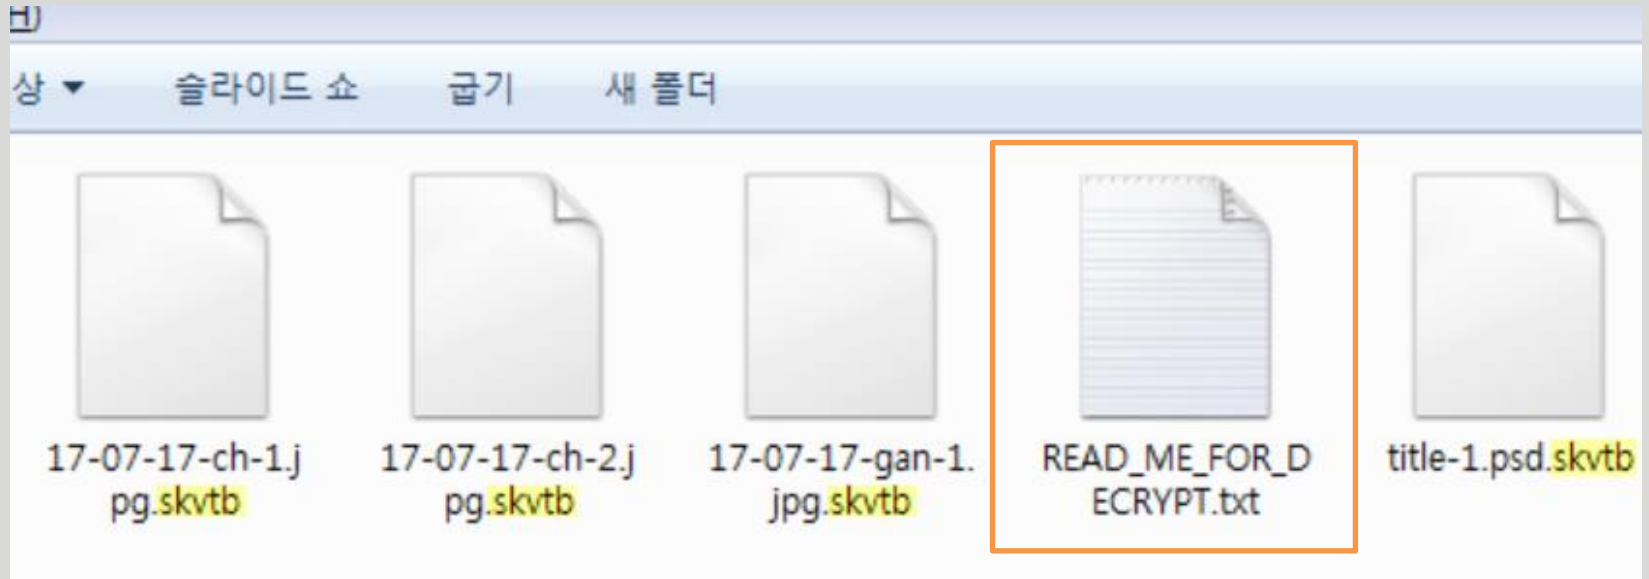 H)
상 슬라이드 쇼 굽기 새 폴더
17-07-17-ch-1.j
pg.skvtb
17-07-17-ch-2.j
pg.skvtb
17-07-17-gan-1.
jpg.skvtb
READ_ME_FOR_D
ECRYPT.txt
title-1.psd.skvtb